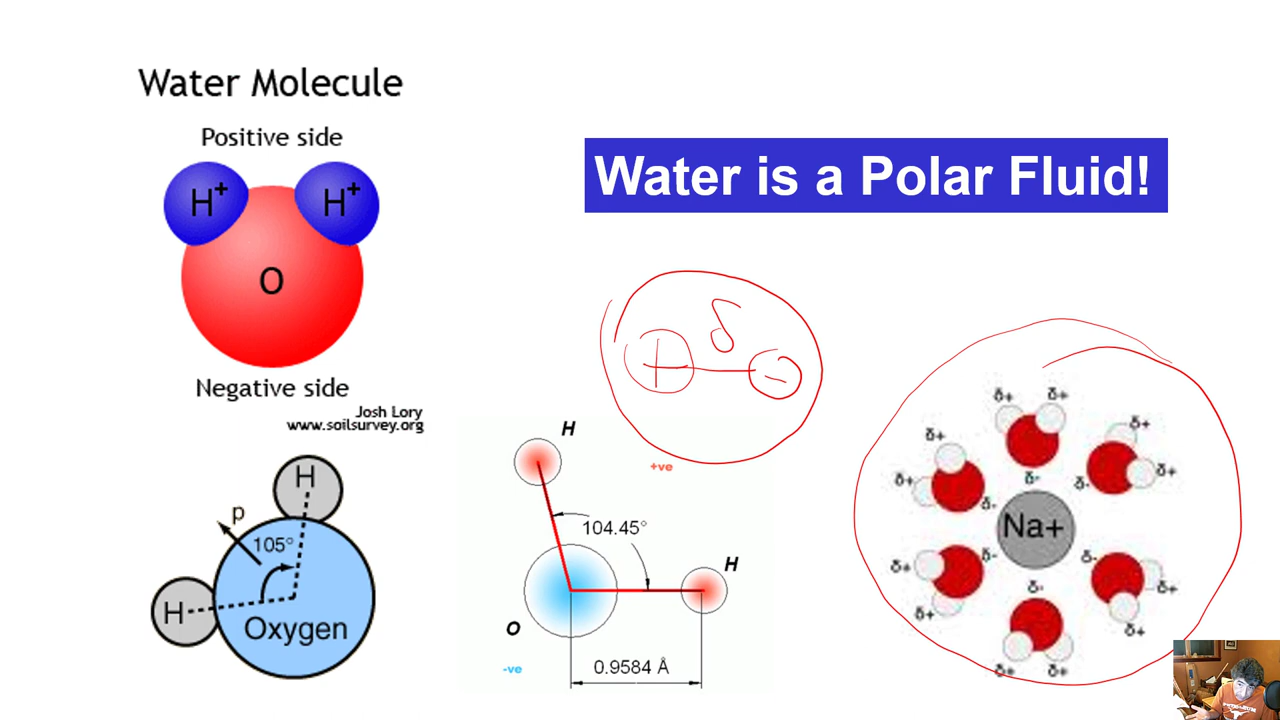 Water Molecule
Positive side
H+ H+
O
Negative side
Josh Lory
www.soilsurvey.org
Water is a Polar Fluid!
+ δ -
H
p
105°
H
Oxygen
H
+ve
104.45°
H
O
-ve
0.9584 Å
δ+ δ+
δ+ δ+
δ+ δ- δ- δ+
δ-
Na+
δ- δ-
δ+ δ- δ+
δ+ δ+
δ+ δ+